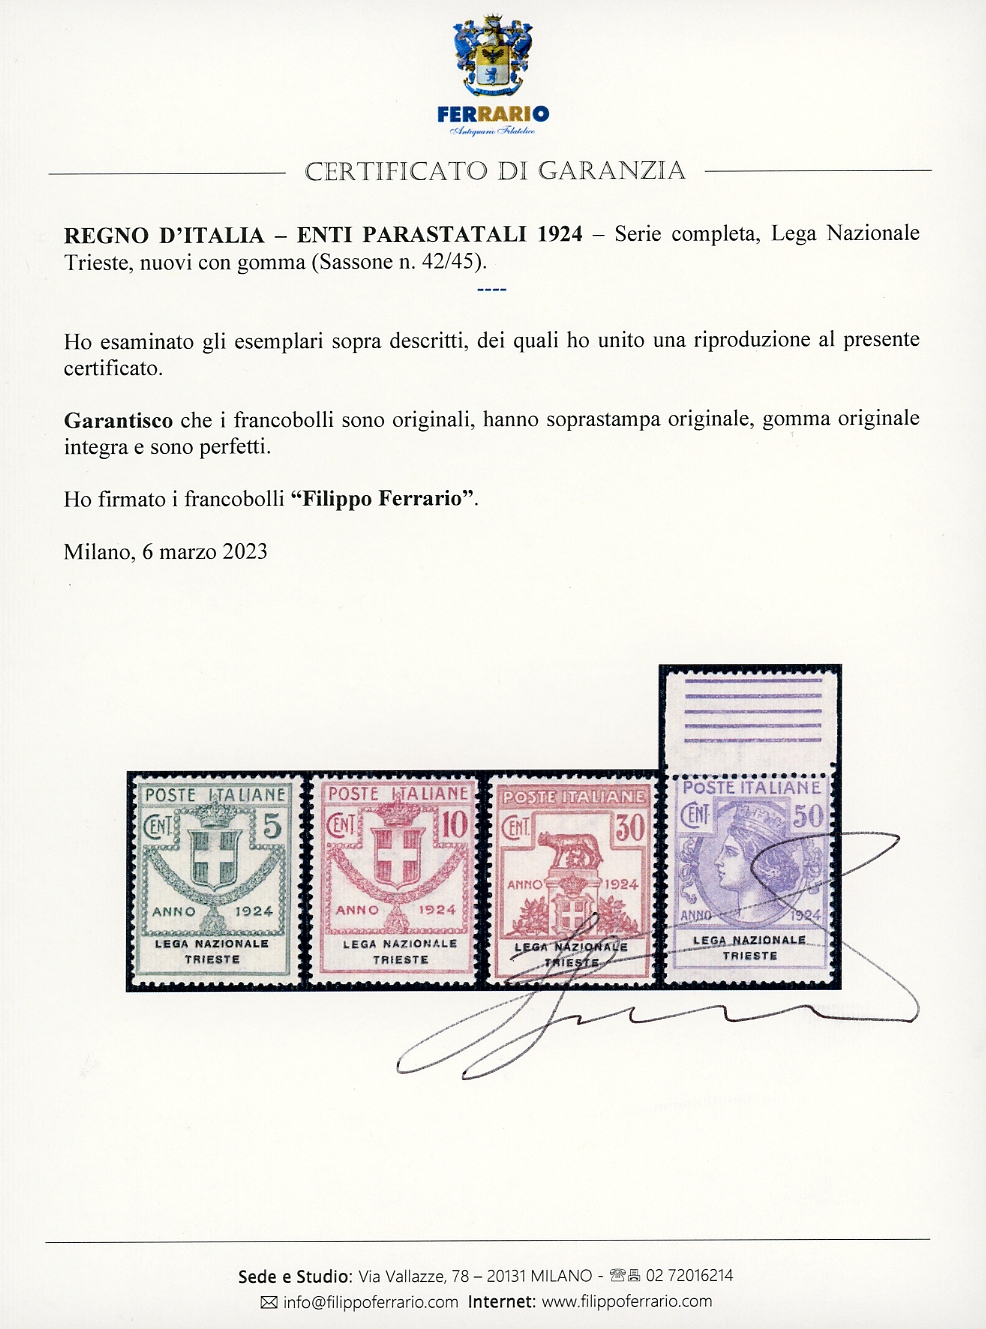 FERRARIO
Antiquario Filatelico
CERTIFICATO DI GARANZIA
REGNO D'ITALIA – ENTI PARASTATALI 1924 – Serie completa, Lega Nazionale
Trieste, nuovi con gomma (Sassone n. 42/45).
----
Ho esaminato gli esemplari sopra descritti, dei quali ho unito una riproduzione al presente
certificato.
Garantisco che i francobolli sono originali, hanno soprastampa originale, gomma originale
integra e sono perfetti.
Ho firmato i francobolli “Filippo Ferrario”.
Milano, 6 marzo 2023
POSTE ITALIANE
CENT. 5
ANNO 1924
LEGA NAZIONALE
TRIESTE
POSTE ITALIANE
CENT. 10
ANNO 1924
LEGA NAZIONALE
TRIESTE
POSTE ITALIANE
CENT. 30
ANNO 1924
LEGA NAZIONALE
TRIESTE
POSTE ITALIANE
CENT. 50
ANNO 1924
LEGA NAZIONALE
TRIESTE
Sede e Studio: Via Vallazze, 78 – 20131 MILANO - 02 72016214
info@filippoferrario.com Internet: www.filippoferrario.com